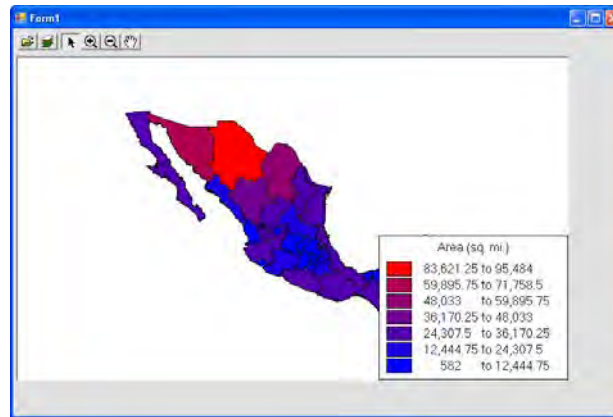 Form1
Area (sq. mi.)
83,621.25 to 95,484
59,895.75 to 71,758.5
48,033 to 59,895.75
36,170.25 to 48,033
24,307.5 to 36,170.25
12,444.75 to 24,307.5
582 to 12,444.75